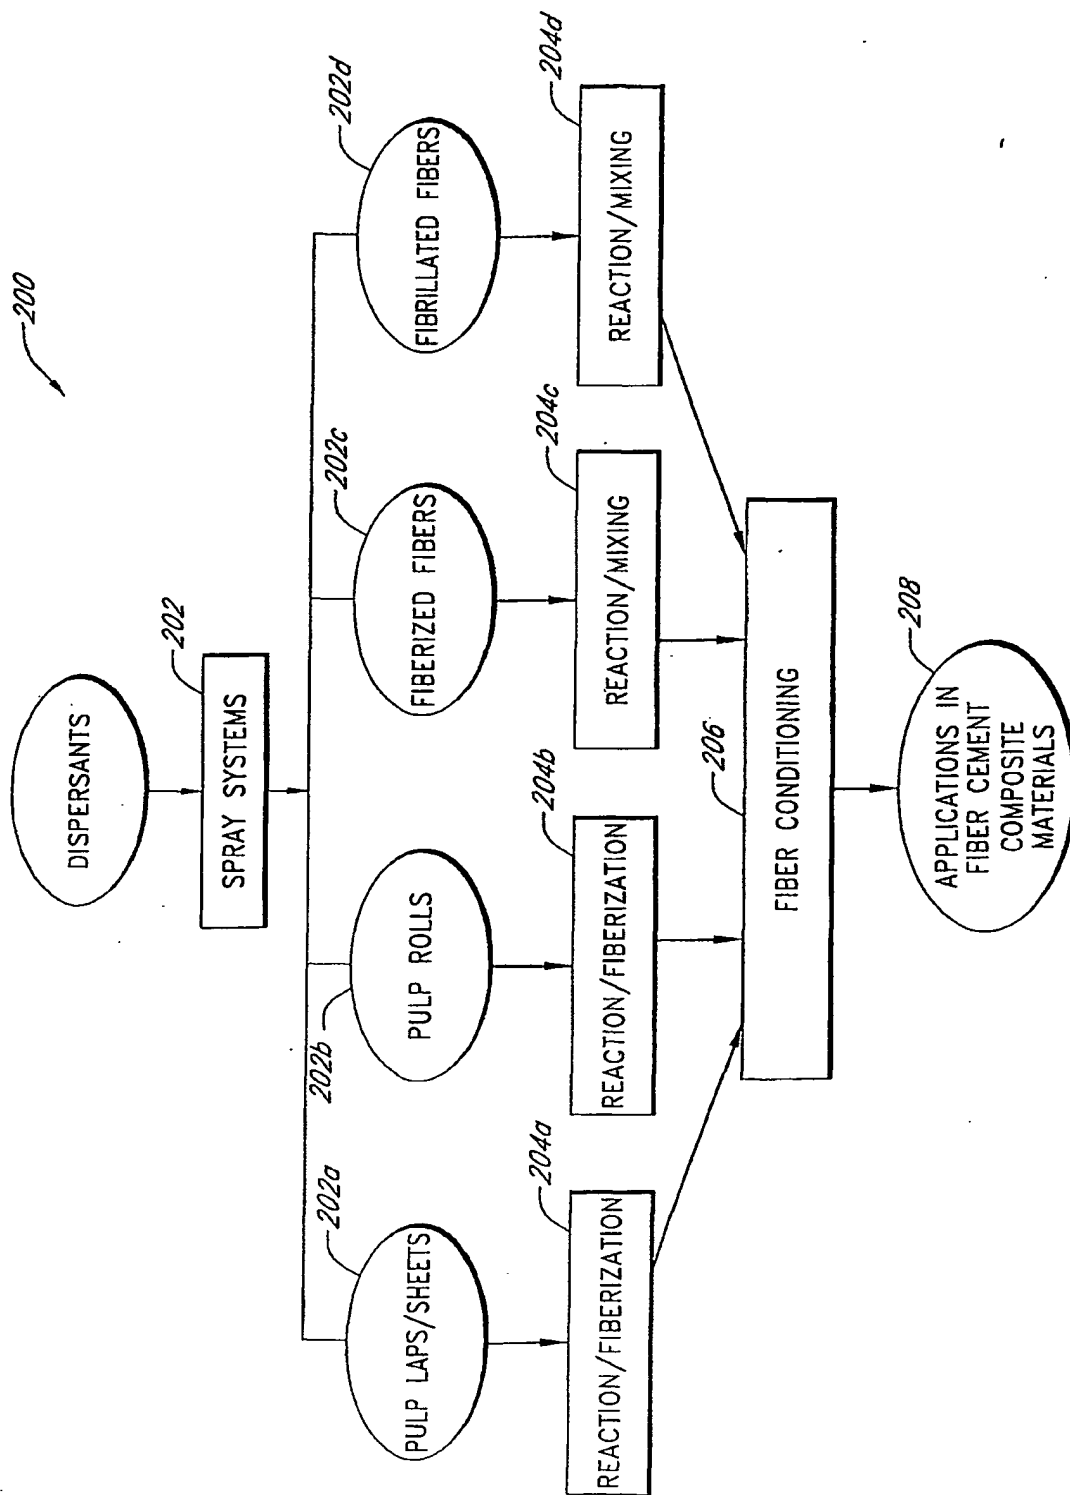 200
DISPERSANTS
202
SPRAY SYSTEMS
202a
PULP LAPS/SHEETS
202b
PULP ROLLS
202c
FIBERIZED FIBERS
202d
FIBRILLATED FIBERS
204a
REACTION/FIBERIZATION
204b
REACTION/FIBERIZATION
204c
REACTION/MIXING
204d
REACTION/MIXING
206
FIBER CONDITIONING
208
APPLICATIONS IN
FIBER CEMENT
COMPOSITE
MATERIALS